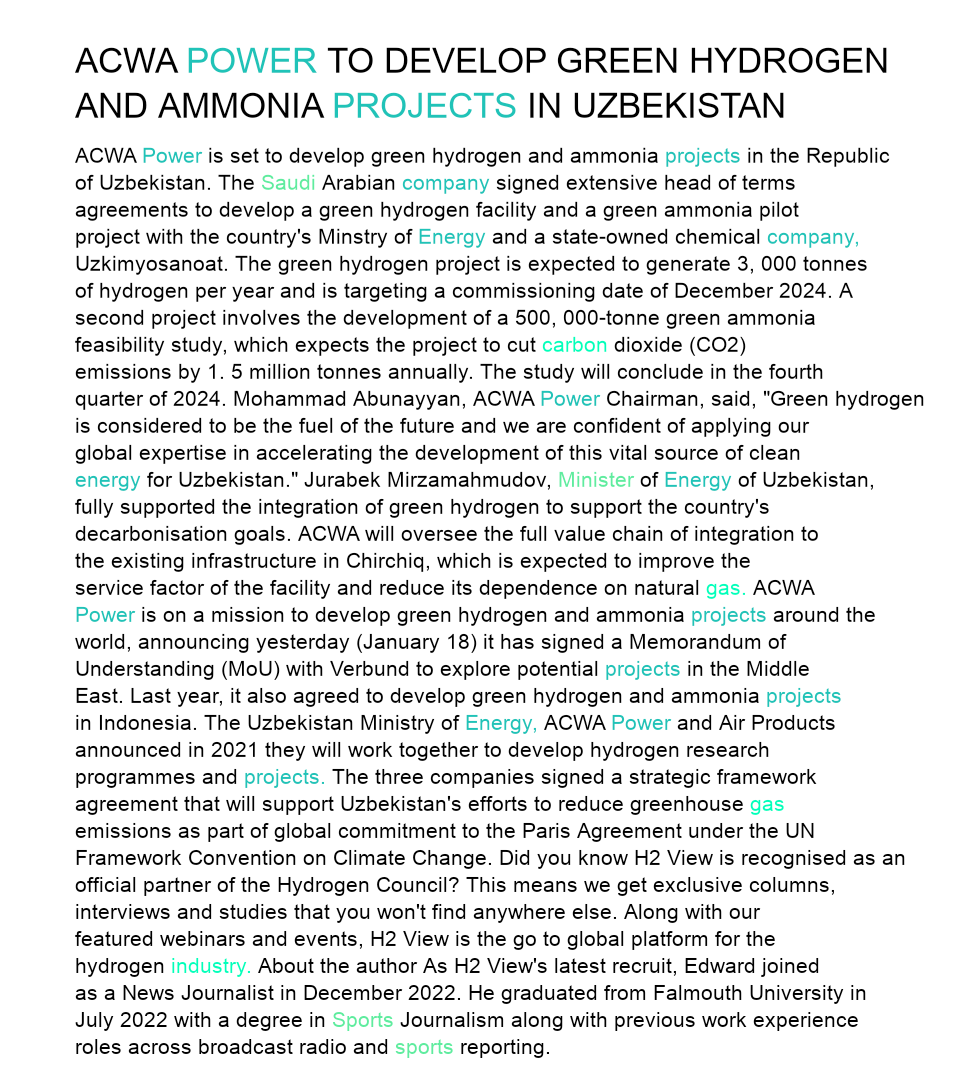 ACWA POWER TO DEVELOP GREEN HYDROGEN
AND AMMONIA PROJECTS IN UZBEKISTAN
ACWA Power is set to develop green hydrogen and ammonia projects in the Republic
of Uzbekistan. The Saudi Arabian company signed extensive head of terms
agreements to develop a green hydrogen facility and a green ammonia pilot
project with the country's Minstry of Energy and a state-owned chemical company,
Uzkimyosanoat. The green hydrogen project is expected to generate 3, 000 tonnes
of hydrogen per year and is targeting a commissioning date of December 2024. A
second project involves the development of a 500, 000-tonne green ammonia
feasibility study, which expects the project to cut carbon dioxide (CO2)
emissions by 1. 5 million tonnes annually. The study will conclude in the fourth
quarter of 2024. Mohammad Abunayyan, ACWA Power Chairman, said, "Green hydrogen
is considered to be the fuel of the future and we are confident of applying our
global expertise in accelerating the development of this vital source of clean
energy for Uzbekistan." Jurabek Mirzamahmudov, Minister of Energy of Uzbekistan,
fully supported the integration of green hydrogen to support the country's
decarbonisation goals. ACWA will oversee the full value chain of integration to
the existing infrastructure in Chirchiq, which is expected to improve the
service factor of the facility and reduce its dependence on natural gas. ACWA
Power is on a mission to develop green hydrogen and ammonia projects around the
world, announcing yesterday (January 18) it has signed a Memorandum of
Understanding (MoU) with Verbund to explore potential projects in the Middle
East. Last year, it also agreed to develop green hydrogen and ammonia projects
in Indonesia. The Uzbekistan Ministry of Energy, ACWA Power and Air Products
announced in 2021 they will work together to develop hydrogen research
programmes and projects. The three companies signed a strategic framework
agreement that will support Uzbekistan's efforts to reduce greenhouse gas
emissions as part of global commitment to the Paris Agreement under the UN
Framework Convention on Climate Change. Did you know H2 View is recognised as an
official partner of the Hydrogen Council? This means we get exclusive columns,
interviews and studies that you won't find anywhere else. Along with our
featured webinars and events, H2 View is the go to global platform for the
hydrogen industry. About the author As H2 View's latest recruit, Edward joined
as a News Journalist in December 2022. He graduated from Falmouth University in
July 2022 with a degree in Sports Journalism along with previous work experience
roles across broadcast radio and sports reporting.